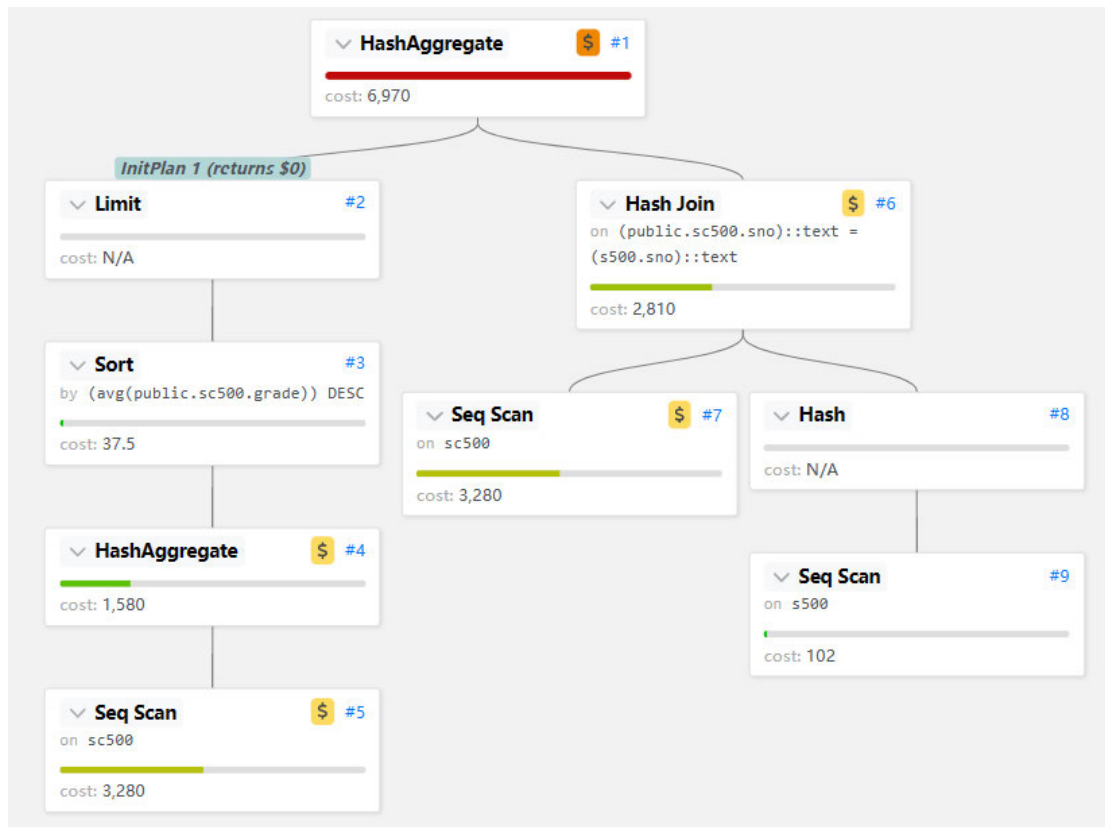 HashAggregate $ #1
cost: 6,970
InitPlan 1 (returns $0)
Limit #2
cost: N/A
Hash Join $ #6
on (public.sc500.sno)::text =
(s500.sno)::text
cost: 2,810
Sort #3
by (avg(public.sc500.grade)) DESC
cost: 37.5
Seq Scan $ #7
on sc500
cost: 3,280
Hash #8
cost: N/A
HashAggregate $ #4
cost: 1,580
Seq Scan #9
on s500
cost: 102
Seq Scan $ #5
on sc500
cost: 3,280